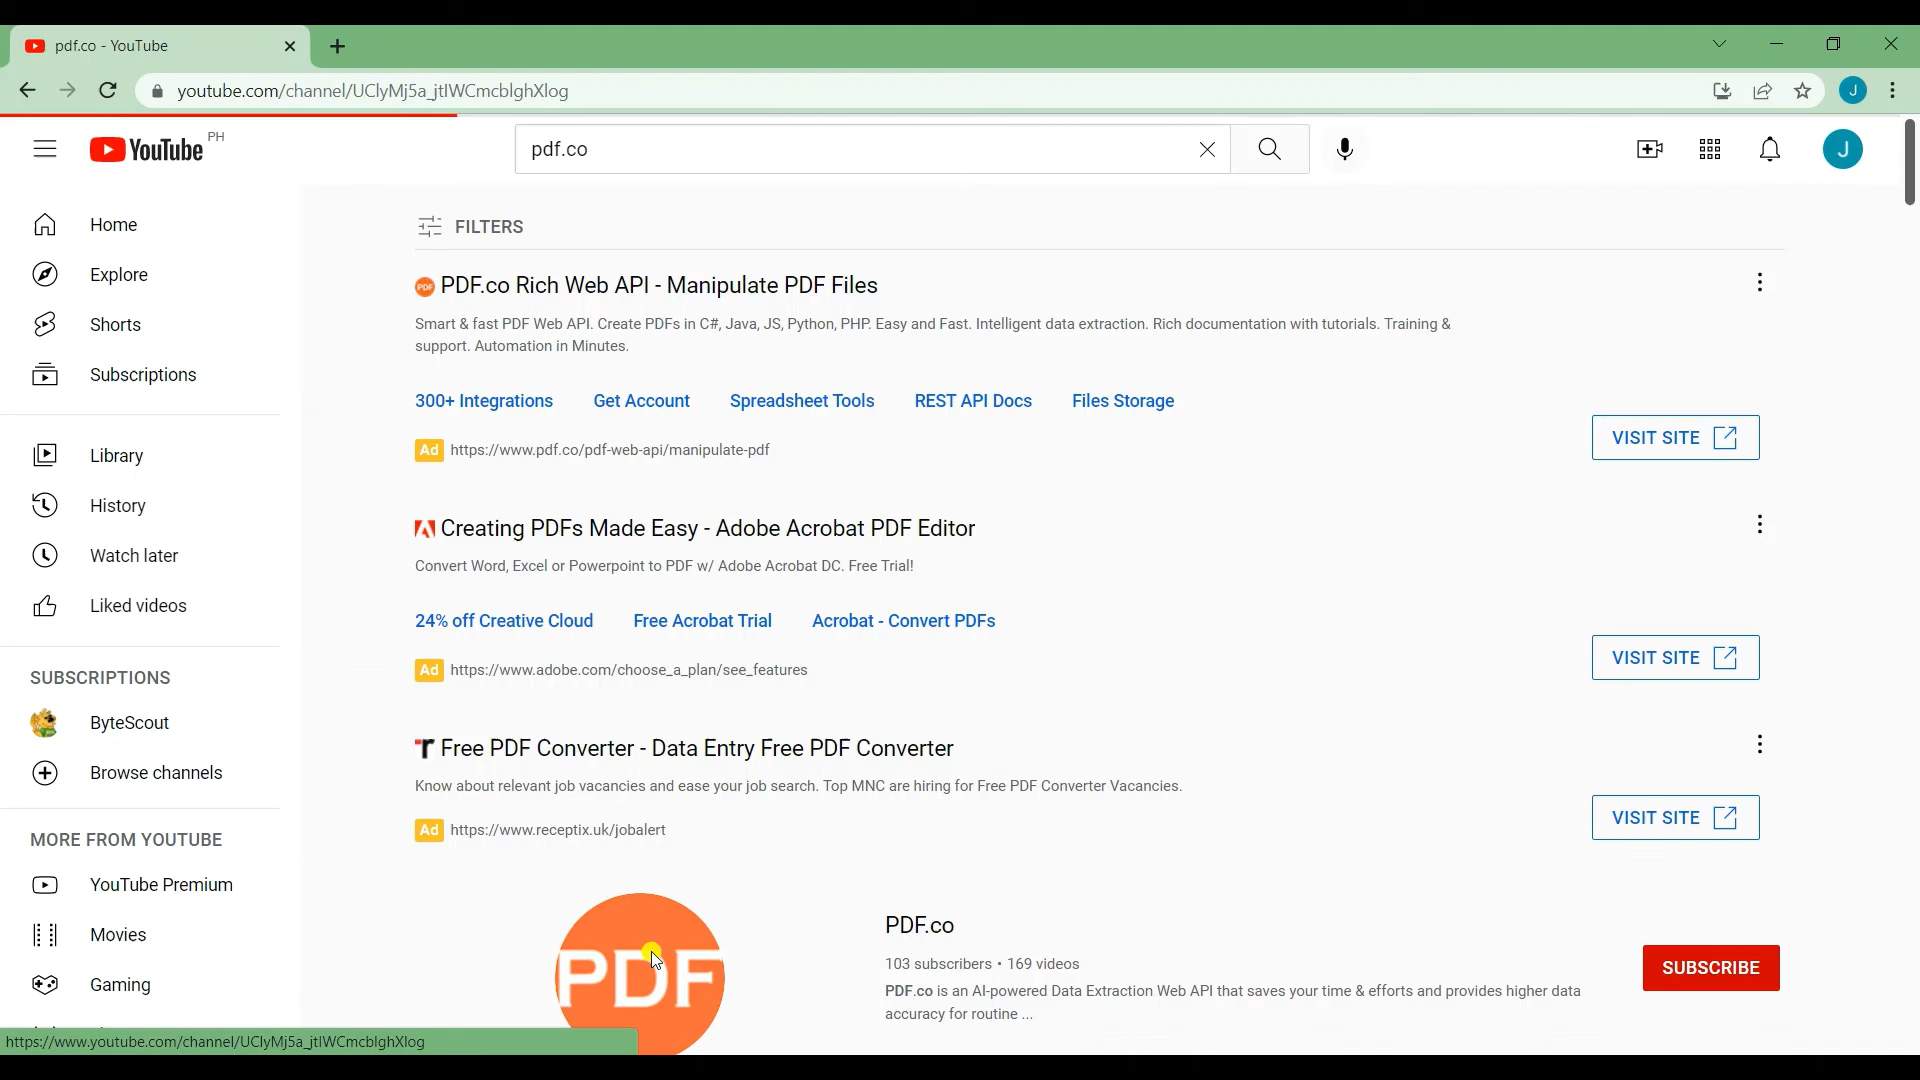 pdf.co - YouTube
youtube.com/channel/UClyMj5a_jtlWCmcblghXlog
J
YouTube PH
pdf.co
J
Home
Explore
Shorts
Subscriptions
Library
History
Watch later
Liked videos
SUBSCRIPTIONS
ByteScout
Browse channels
MORE FROM YOUTUBE
YouTube Premium
Movies
Gaming
FILTERS
PDF PDF.co Rich Web API - Manipulate PDF Files
Smart & fast PDF Web API. Create PDFs in C#, Java, JS, Python, PHP. Easy and Fast. Intelligent data extraction. Rich documentation with tutorials. Training &
support. Automation in Minutes.
300+ Integrations Get Account Spreadsheet Tools REST API Docs Files Storage
Ad https://www.pdf.co/pdf-web-api/manipulate-pdf
VISIT SITE
Creating PDFs Made Easy - Adobe Acrobat PDF Editor
Convert Word, Excel or Powerpoint to PDF w/ Adobe Acrobat DC. Free Trial!
24% off Creative Cloud Free Acrobat Trial Acrobat - Convert PDFs
Ad https://www.adobe.com/choose_a_plan/see_features
VISIT SITE
Free PDF Converter - Data Entry Free PDF Converter
Know about relevant job vacancies and ease your job search. Top MNC are hiring for Free PDF Converter Vacancies.
Ad https://www.receptix.uk/jobalert
VISIT SITE
PDF
PDF.co
103 subscribers • 169 videos
PDF.co is an AI-powered Data Extraction Web API that saves your time & efforts and provides higher data
accuracy for routine ...
SUBSCRIBE
https://www.youtube.com/channel/UClyMj5a_jtlWCmcblghXlog